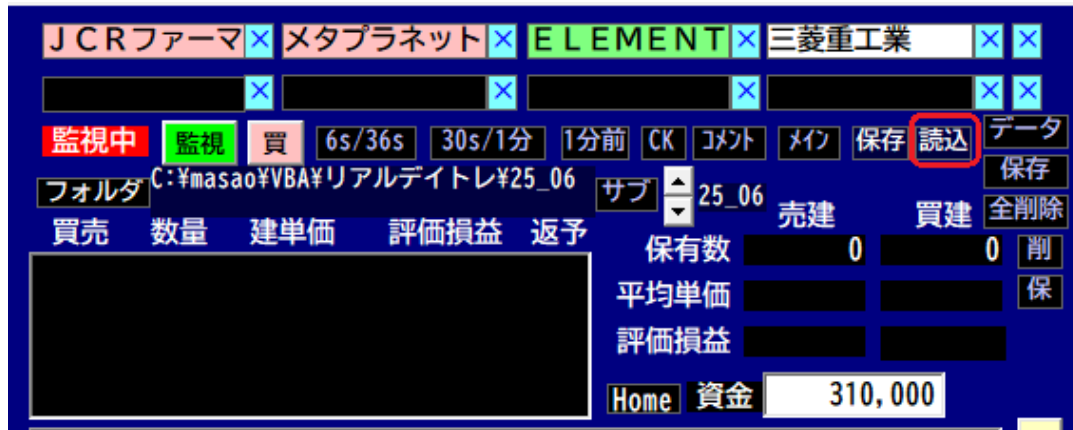 ＪＣＲファーマ × メタプラネット × ＥＬＥＭＥＮＴ × 三菱重工業 × ×
× × × × ×
監視中 監視 買 6s/36s 30s/1分 1分前 CK ｺﾒﾝﾄ ﾒｲﾝ 保存 読込 データ
フォルダ C:¥masao¥VBA¥リアルデイトレ¥25_06 サブ 25_06 保存
買売 数量 建単価 評価損益 返予 売建 買建 全削除
保有数 0 0 削
平均単価 保
評価損益
Home 資金 310,000